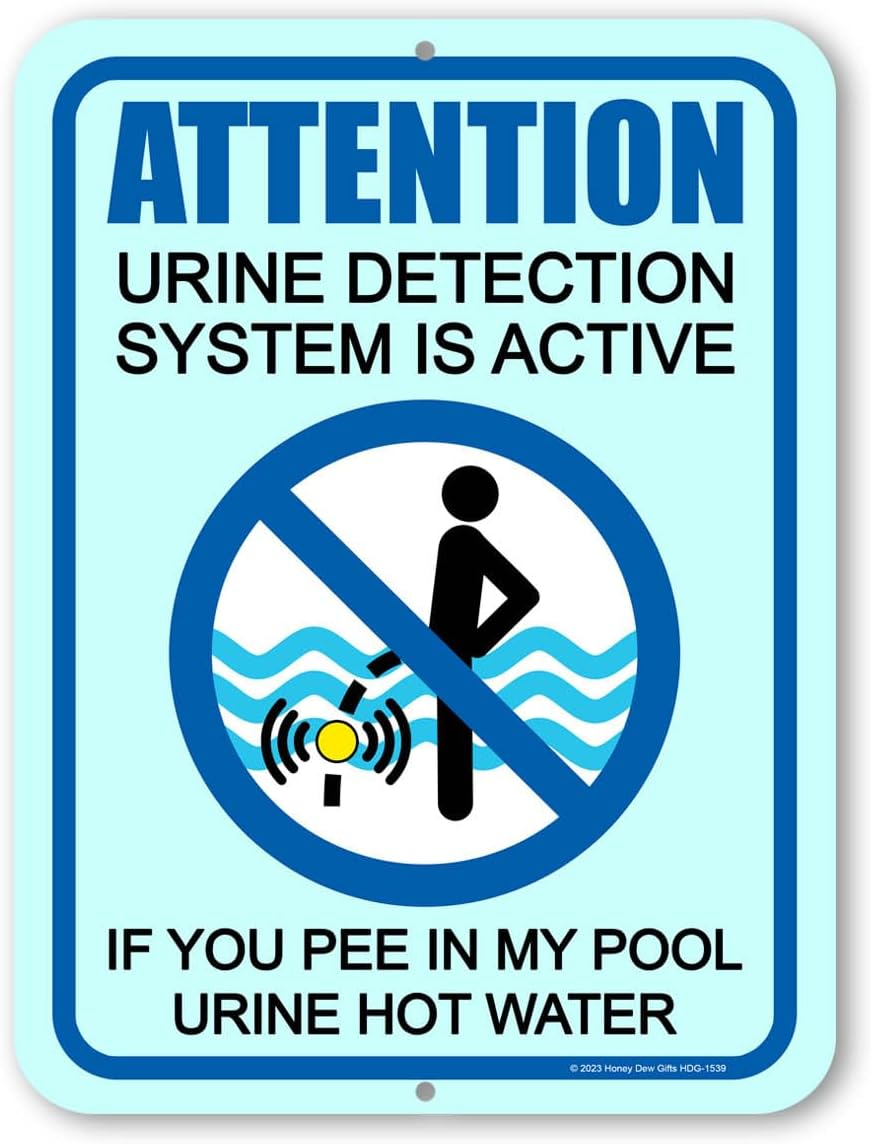 ATTENTION
URINE DETECTION
SYSTEM IS ACTIVE
IF YOU PEE IN MY POOL
URINE HOT WATER
© 2023 Honey Dew Gifts HDG-1539